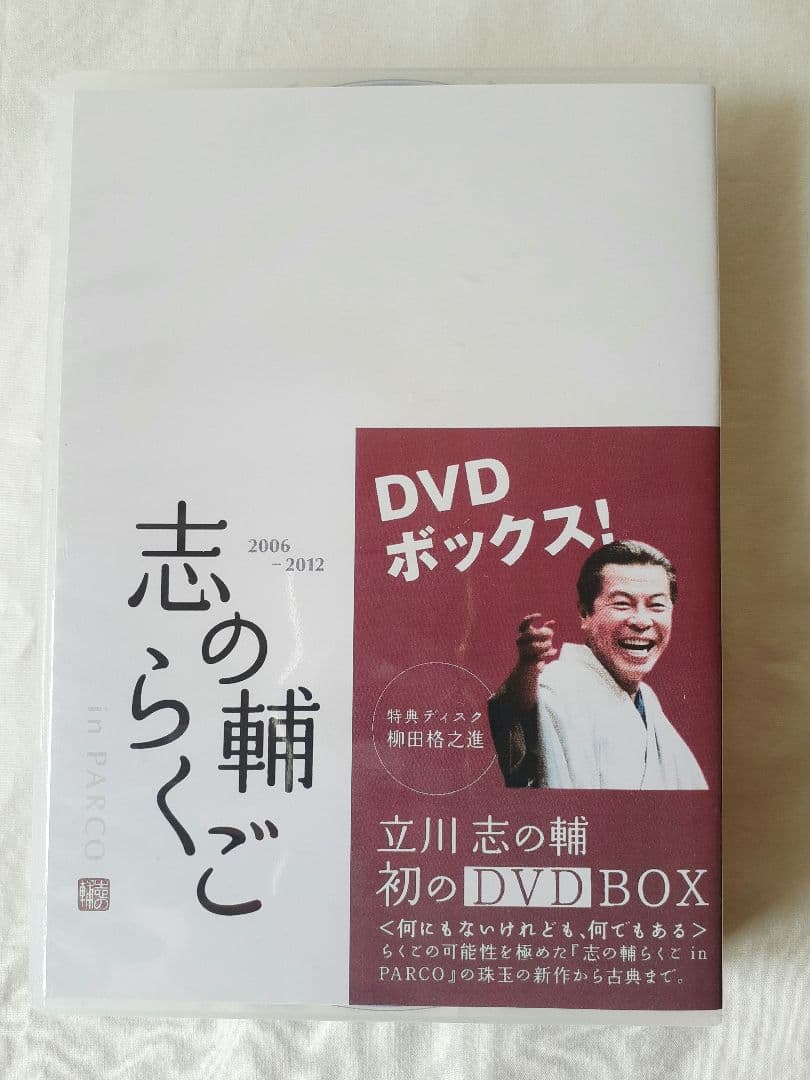 志の輔
らくご
2006
-2012
in PARCO
志の輔
DVD
ボックス!
特典ディスク
柳田格之進
立川 志の輔
初のDVD BOX
<何にもないけれども、何でもある>
らくごの可能性を極めた『志の輔らくご in
PARCO』の珠玉の新作から古典まで。